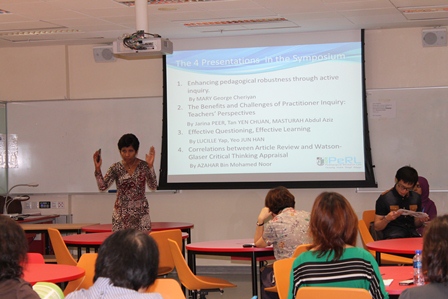 The 4 Presentations in the Symposium
1. Enhancing pedagogical robustness through active
inquiry.
By MARY George Cheriyan
2. The Benefits and Challenges of Practitioner Inquiry:
Teachers' Perspectives
By Janice PEER, Tan YEN CHUAN, MASTURAH Abdul Aziz
3. Effective Questioning, Effective Learning
By LUCILLE Yap, Yeo JUN HAN
4. Correlations between Article Review and Watson-
Glaser Critical Thinking Appraisal
By AZAHAR Bin Mohamed Noor